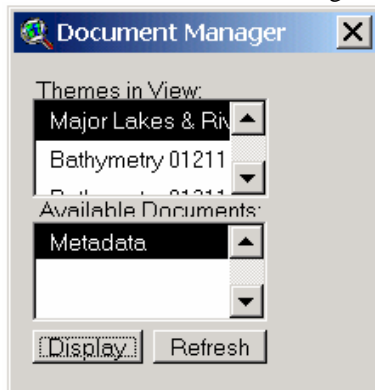 Document Manager
Themes in View:
Major Lakes & Riv
Bathymetry 01211
Available Documents:
Metadata
Display
Refresh